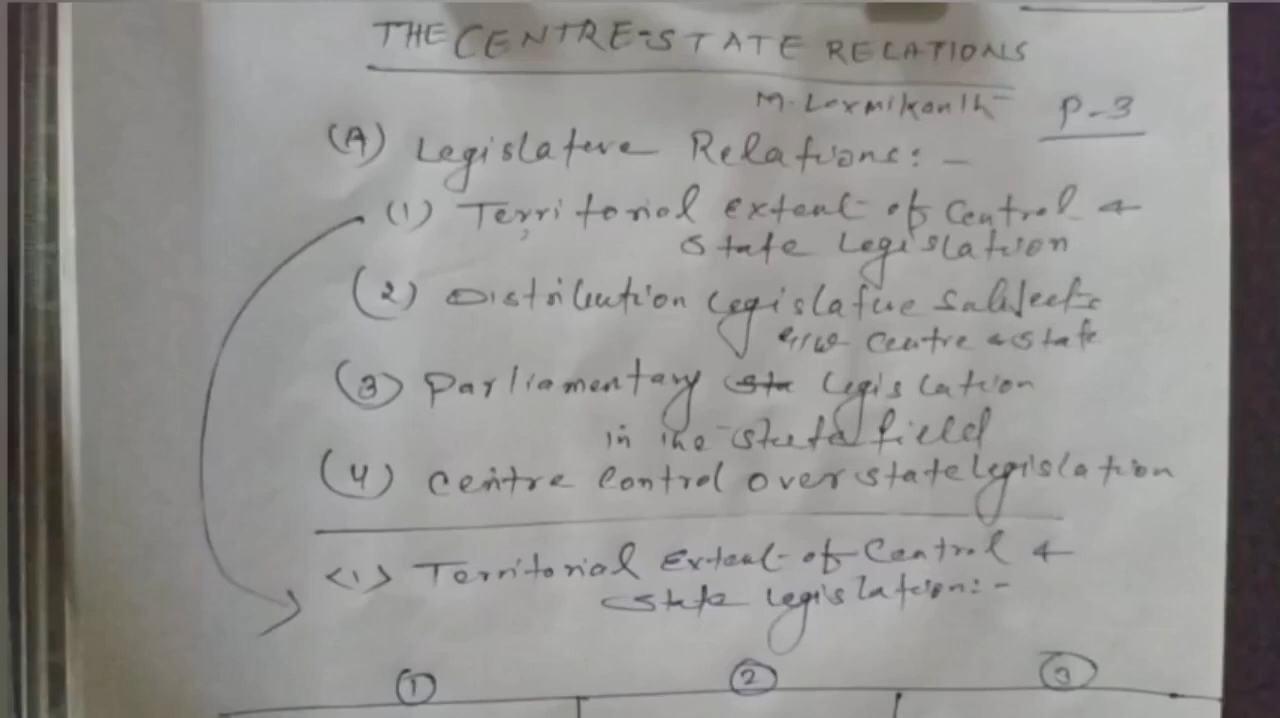 THE CENTRE-STATE RELATIONS
M. Laxmikanth P-3
(A) Legislative Relations: -
(1) Territorial extent of Central &
State Legislation
(2) Distribution Legislative Subjects
b/w Centre & State
(3) Parliamentary Legislation
in the State field
(4) Centre Control over state legislation
<1> Territorial Extent of Central &
State legislation: -
1 2 3